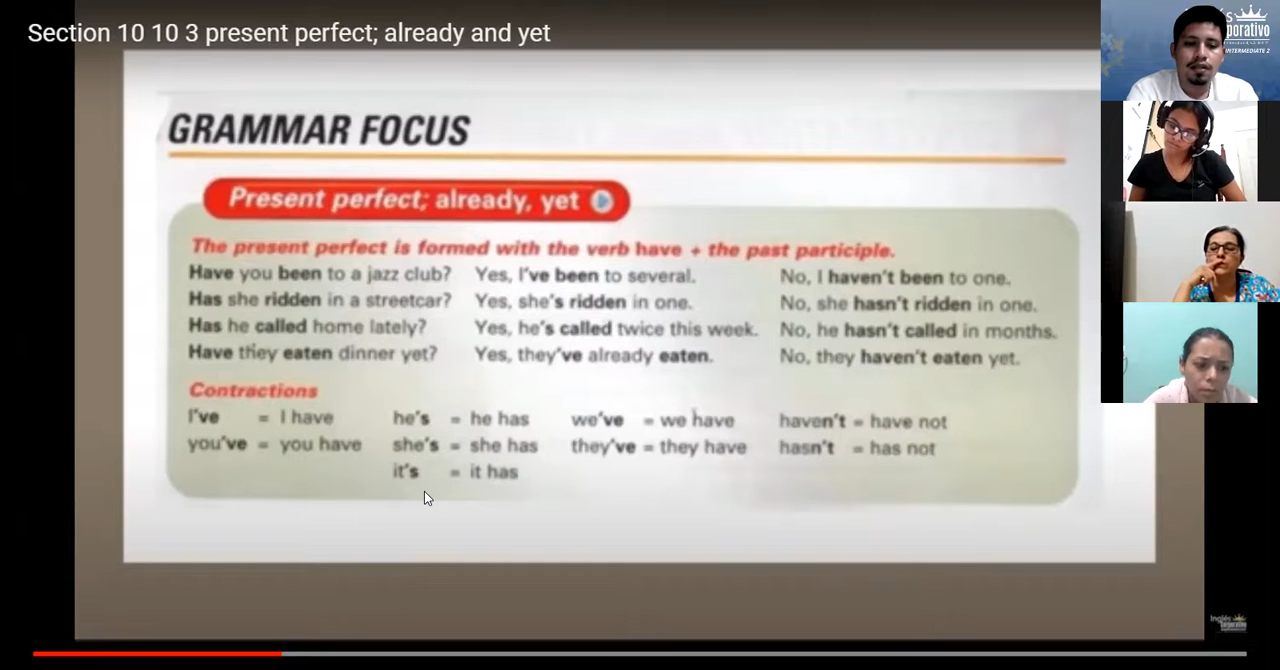 Section 10 10 3 present perfect; already and yet
GRAMMAR FOCUS
Present perfect; already, yet
The present perfect is formed with the verb have + the past participle.
Have you been to a jazz club? Yes, I've been to several. No, I haven't been to one.
Has she ridden in a streetcar? Yes, she's ridden in one. No, she hasn't ridden in one.
Has he called home lately? Yes, he's called twice this week. No, he hasn't called in months.
Have they eaten dinner yet? Yes, they've already eaten. No, they haven't eaten yet.
Contractions
I've = I have he's = he has we've = we have haven't = have not
you've = you have she's = she has they've = they have hasn't = has not
it's = it has
INTERMEDIATE 2
Inglés